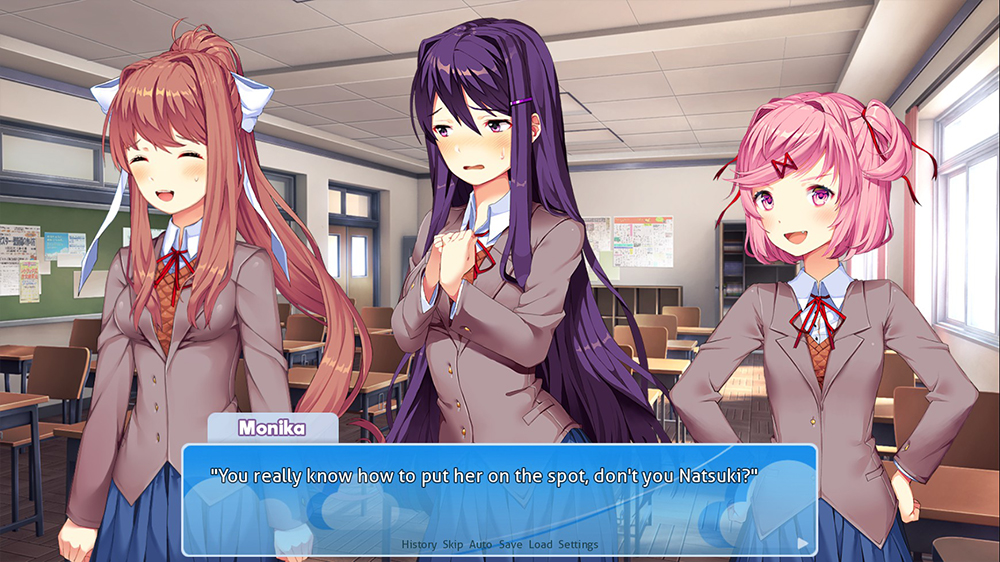 Monika
"You really know how to put her on the spot, don't you Natsuki?"
History Skip Auto Save Load Settings